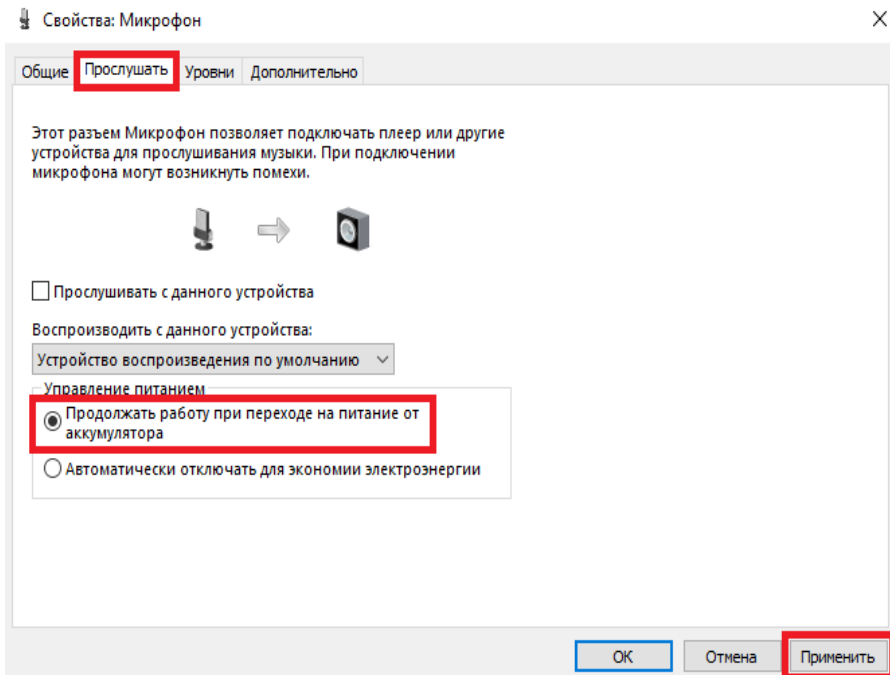 Свойства: Микрофон
Общие Прослушать Уровни Дополнительно
Этот разъем Микрофон позволяет подключать плеер или другие
устройства для прослушивания музыки. При подключении
микрофона могут возникнуть помехи.
Прослушивать с данного устройства
Воспроизводить с данного устройства:
Устройство воспроизведения по умолчанию
Управление питанием
Продолжать работу при переходе на питание от
аккумулятора
Автоматически отключать для экономии электроэнергии
OK Отмена Применить